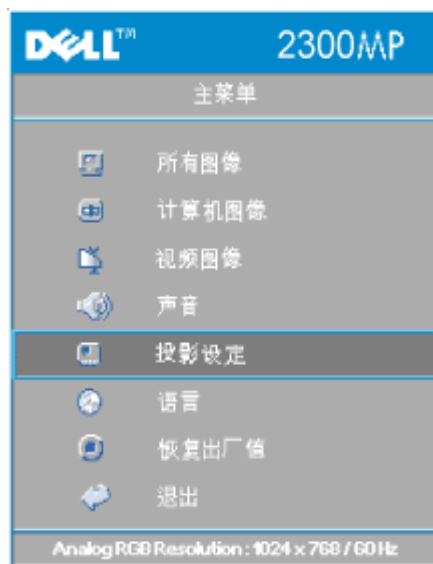 DELL™ 2300MP
主菜单
所有图像
计算机图像
视频图像
声音
投影设定
语言
恢复出厂值
退出
Analog RGB Resolution : 1024 x 768 / 60 Hz